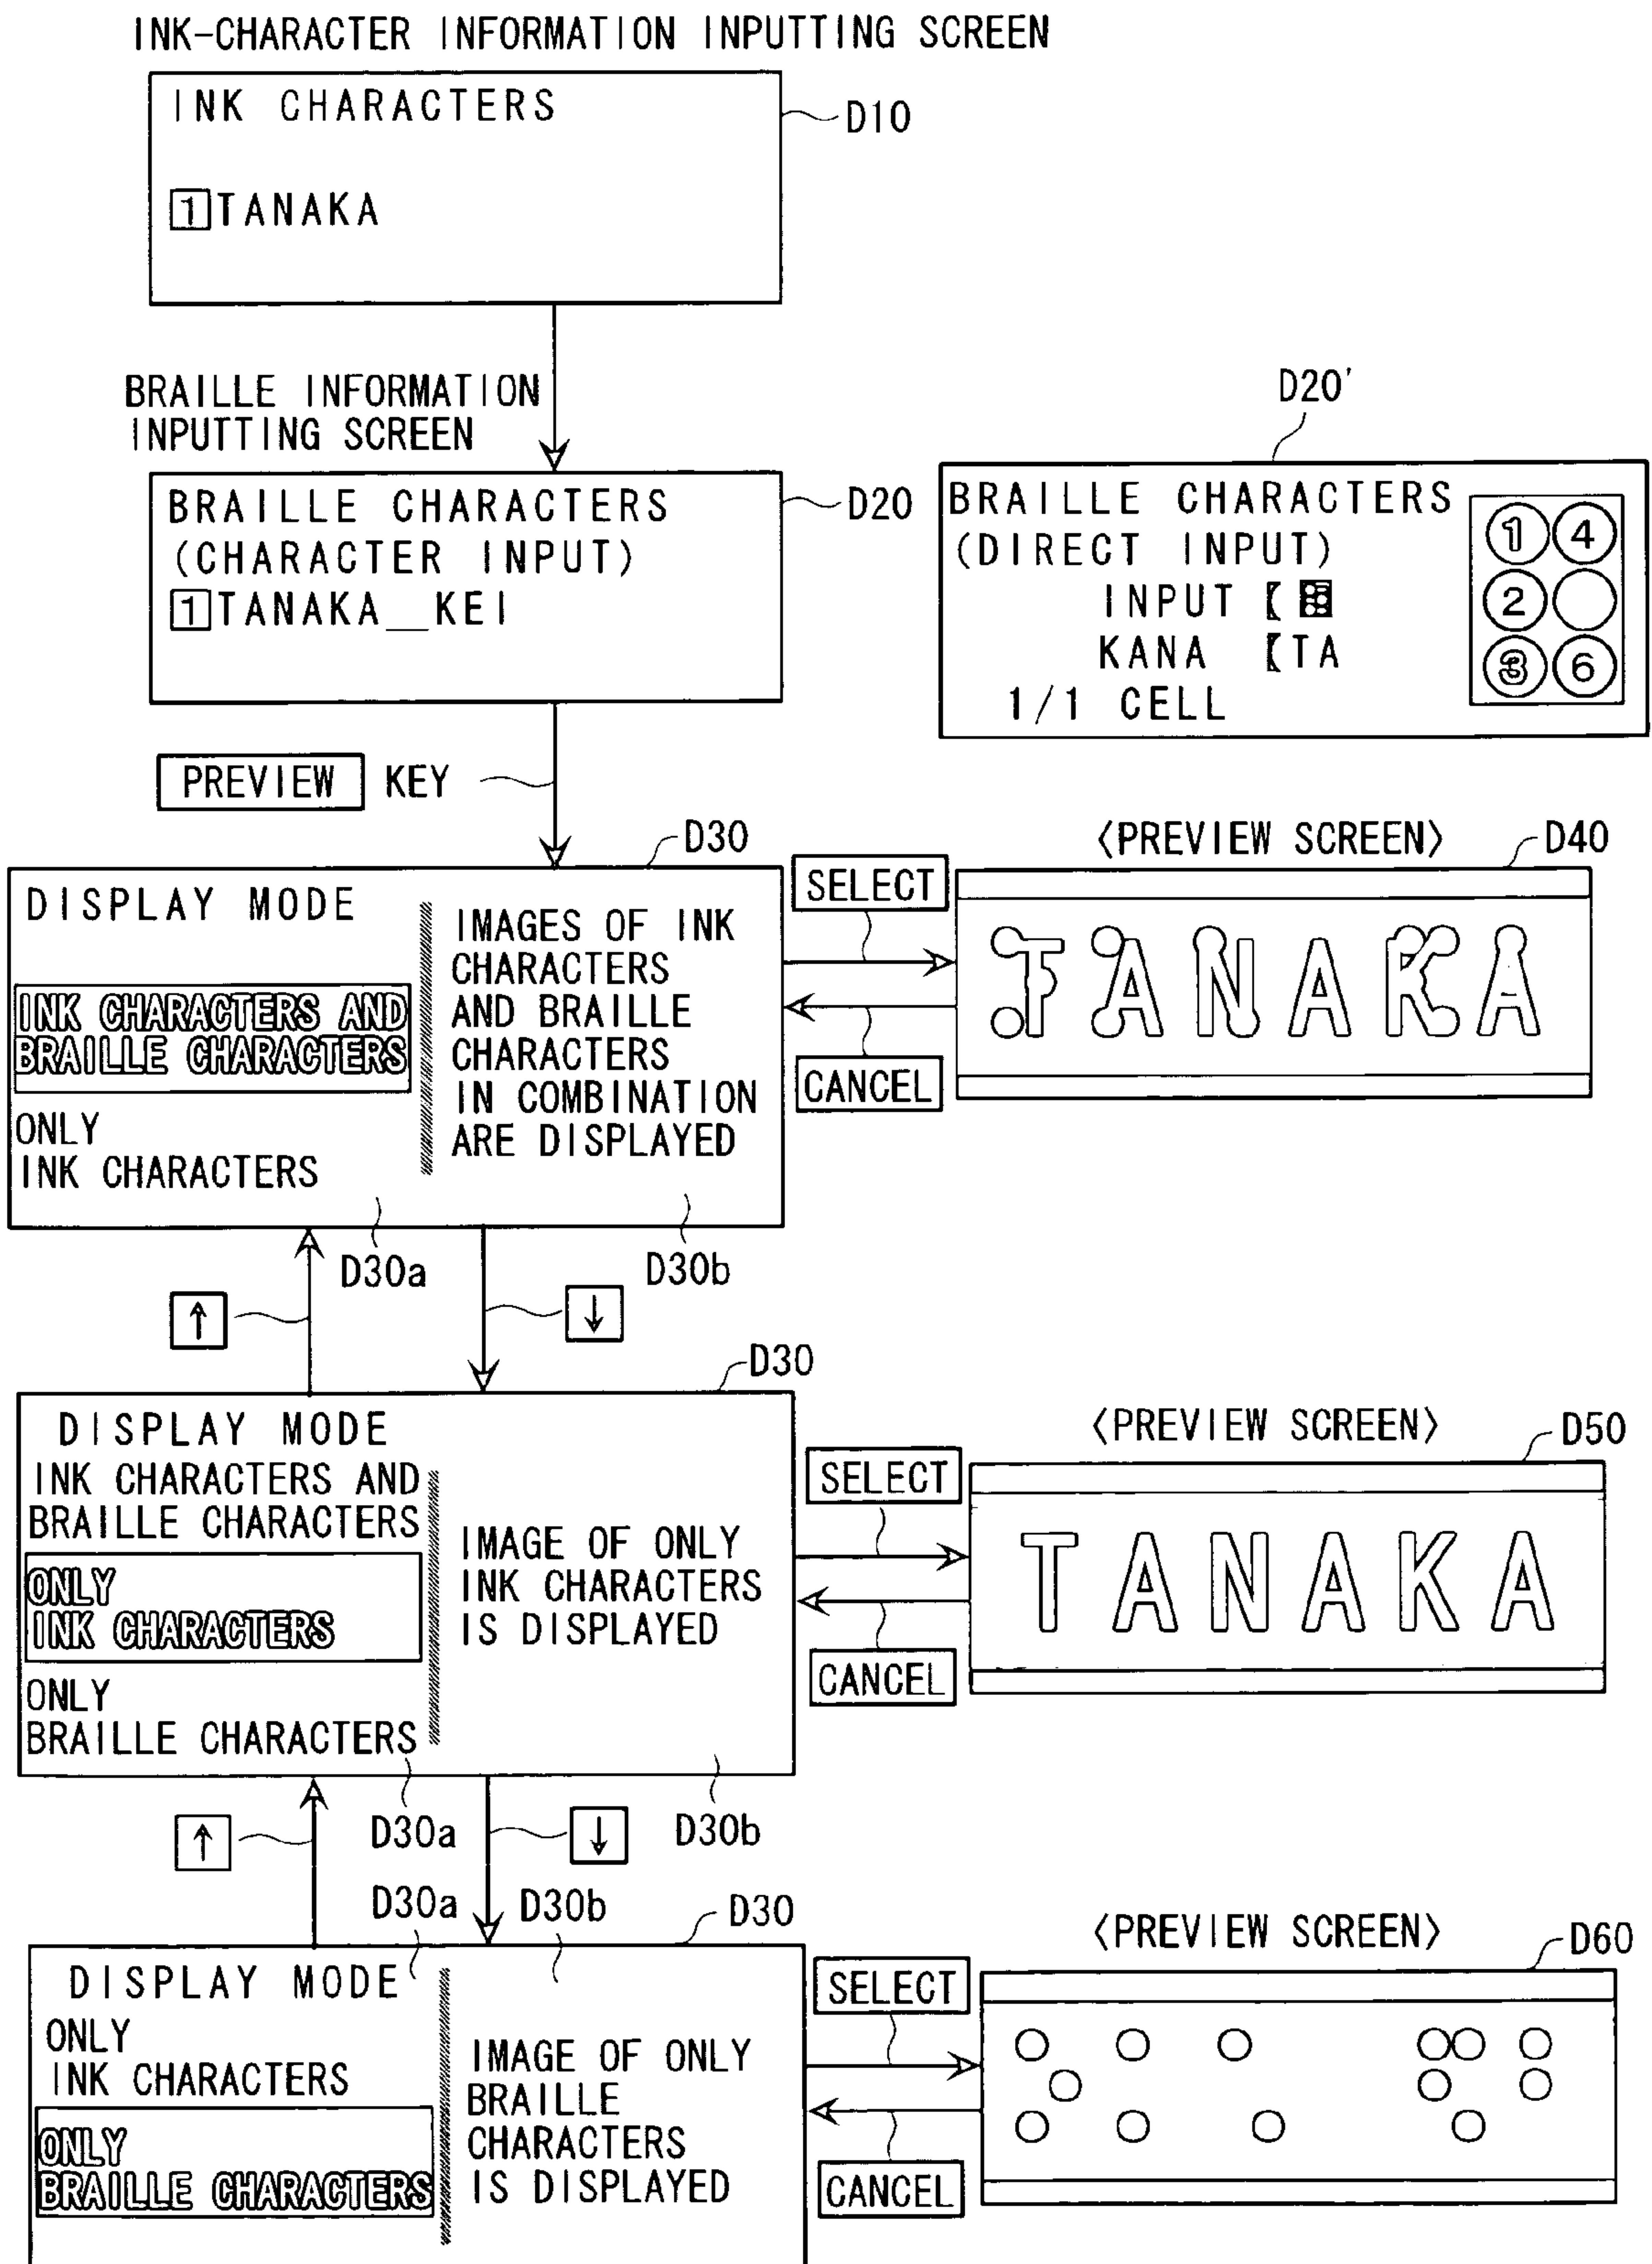 INK-CHARACTER INFORMATION INPUTTING SCREEN
INK CHARACTERS
D10
1TANAKA
BRAILLE INFORMATION
INPUTTING SCREEN
BRAILLE CHARACTERS
(CHARACTER INPUT)
1TANAKA_KEI
D20
D20'
BRAILLE CHARACTERS
(DIRECT INPUT)
INPUT【
KANA 【TA
1/1 CELL
1 4
2
3 6
PREVIEW KEY
D30
DISPLAY MODE
INK CHARACTERS AND
BRAILLE CHARACTERS
ONLY
INK CHARACTERS
IMAGES OF INK
CHARACTERS
AND BRAILLE
CHARACTERS
IN COMBINATION
ARE DISPLAYED
D30a
D30b
SELECT
CANCEL
〈PREVIEW SCREEN〉
D40
TANAKA
↑
↓
D30
DISPLAY MODE
INK CHARACTERS AND
BRAILLE CHARACTERS
ONLY
INK CHARACTERS
ONLY
BRAILLE CHARACTERS
IMAGE OF ONLY
INK CHARACTERS
IS DISPLAYED
D30a
D30b
SELECT
CANCEL
〈PREVIEW SCREEN〉
D50
TANAKA
↑
↓
D30a
D30b
D30
DISPLAY MODE
ONLY
INK CHARACTERS
ONLY
BRAILLE CHARACTERS
IMAGE OF ONLY
BRAILLE
CHARACTERS
IS DISPLAYED
SELECT
CANCEL
〈PREVIEW SCREEN〉
D60